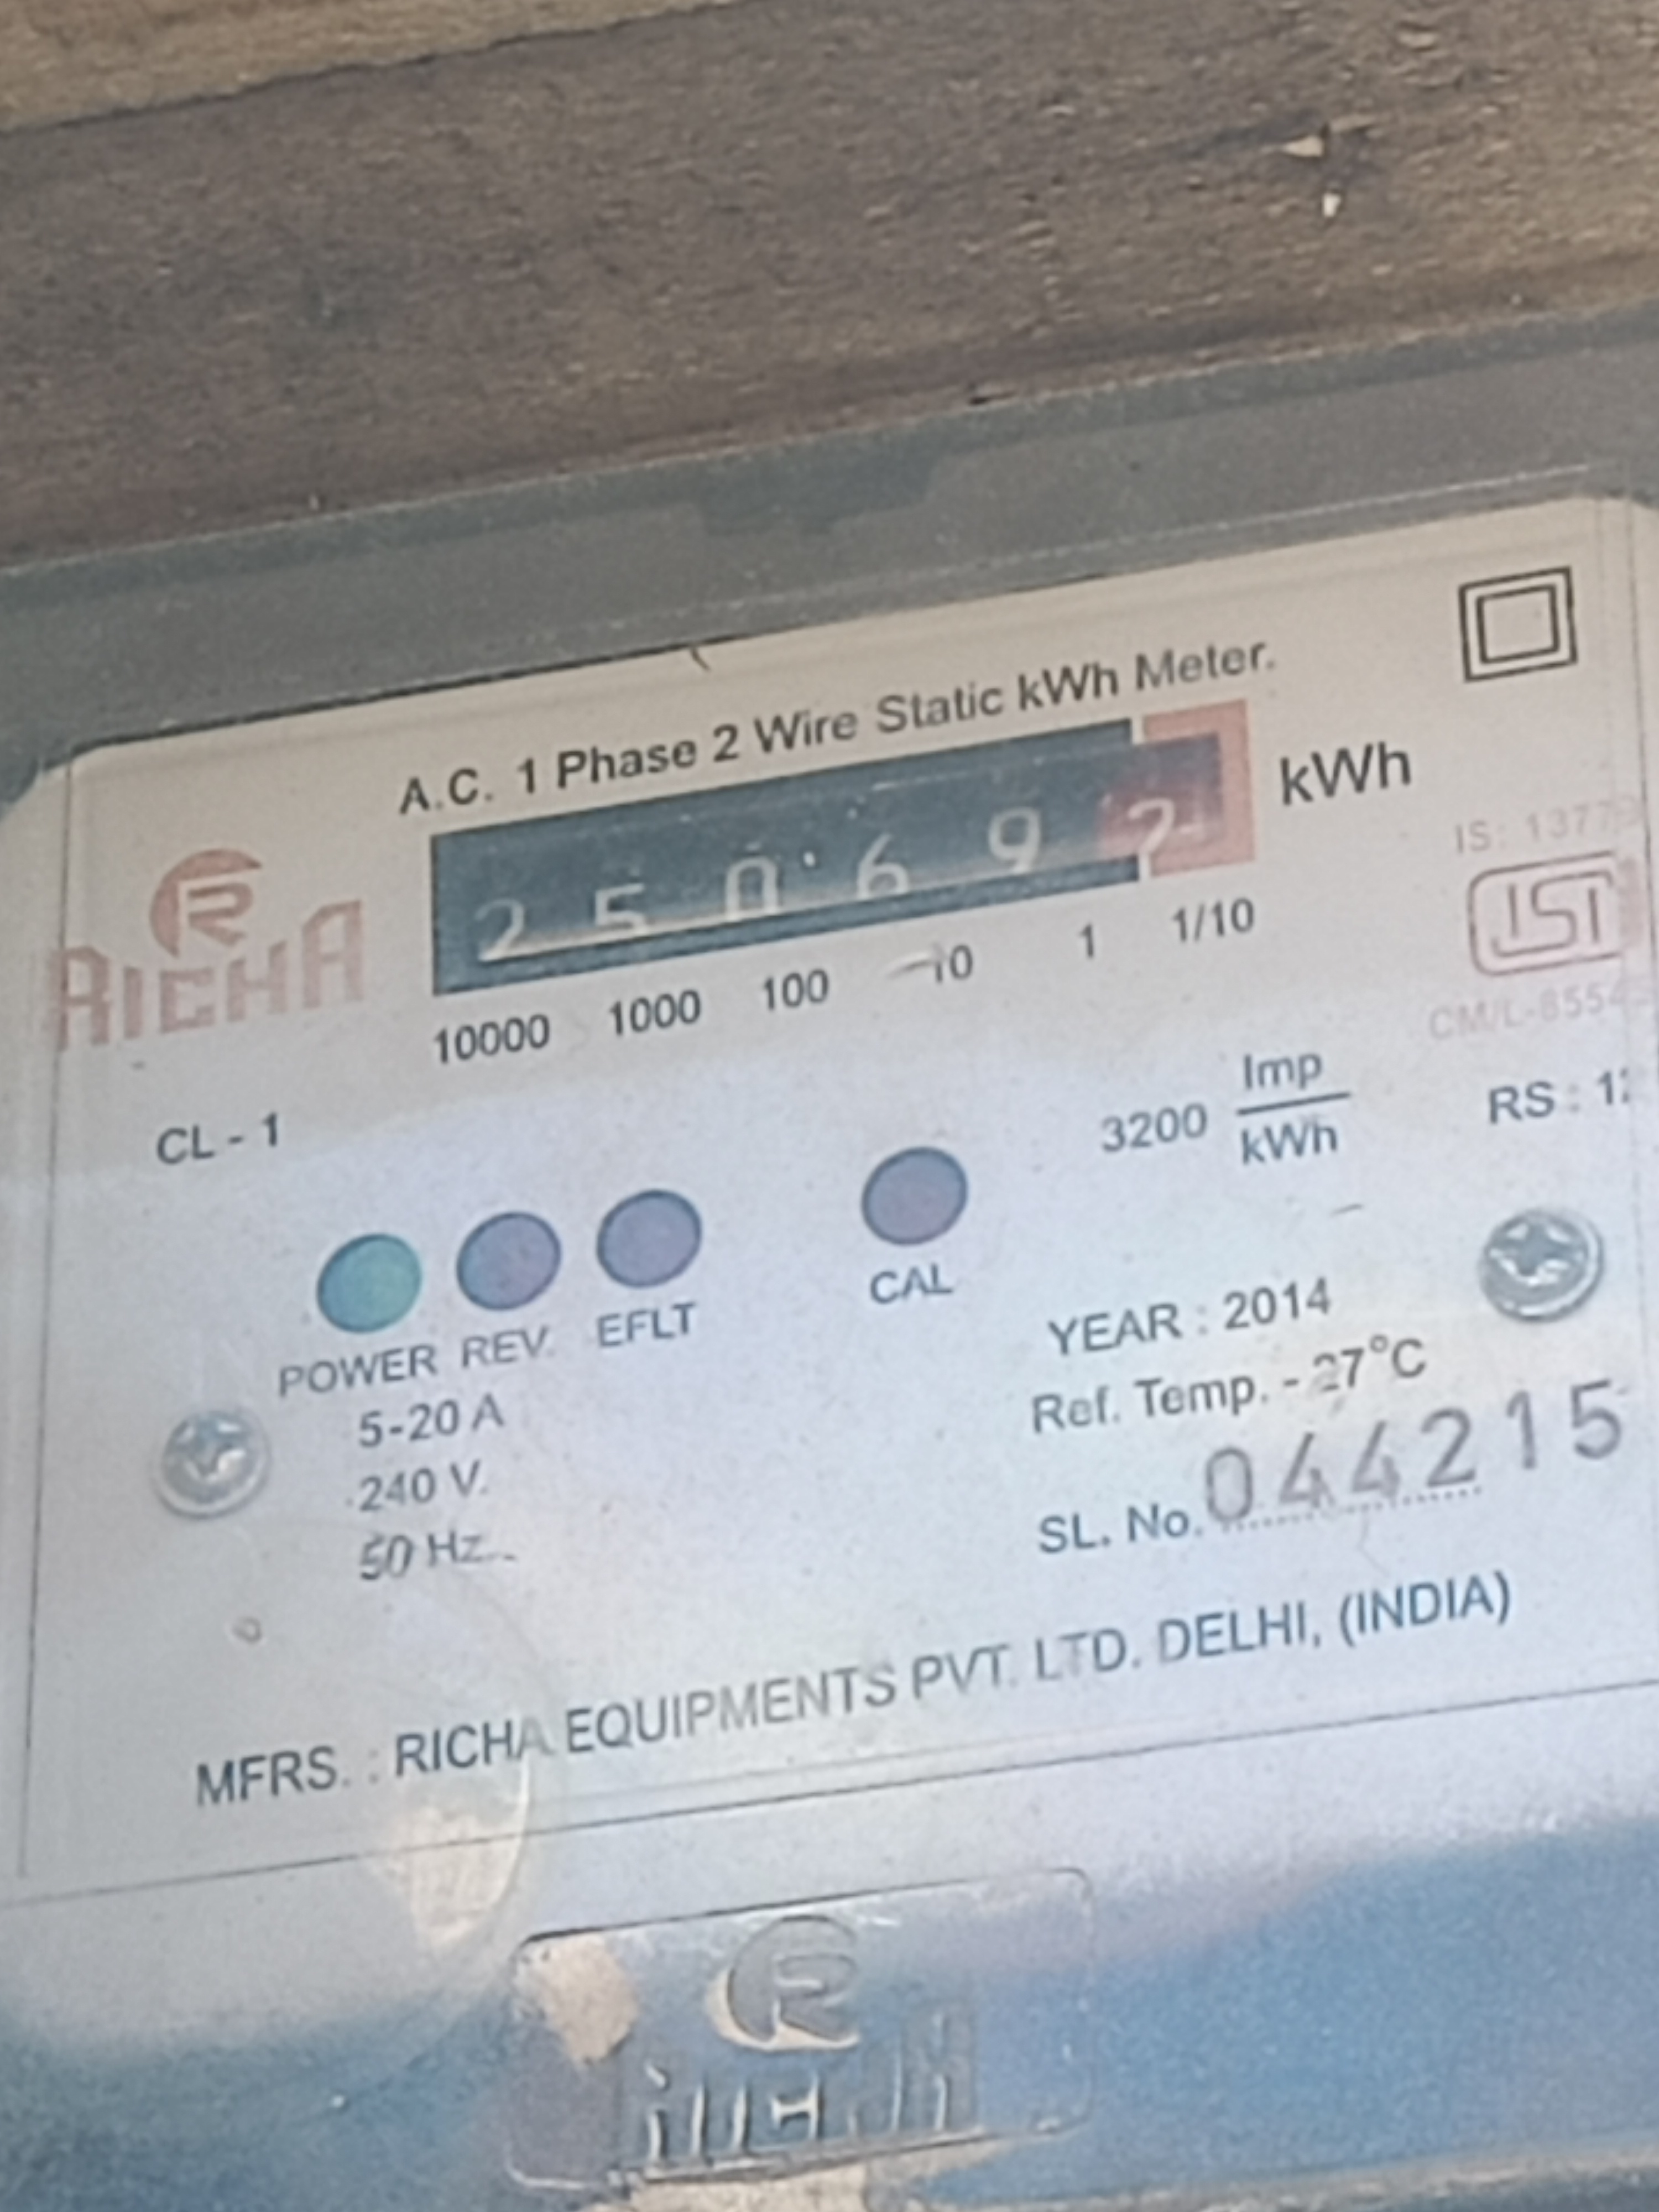 A.C. 1 Phase 2 Wire Static kWh Meter.
2 5 0 6 9 kWh
10000 1000 100 10 1 1/10
RICHA
IS: 1377
ISI
CM/L-855
CL - 1
3200 Imp
kWh
RS : 1
POWER REV. EFLT CAL
5-20 A
240 V.
50 Hz.
YEAR : 2014
Ref. Temp. - 27°C
SL. No. 044215
MFRS. : RICHA EQUIPMENTS PVT. LTD. DELHI, (INDIA)